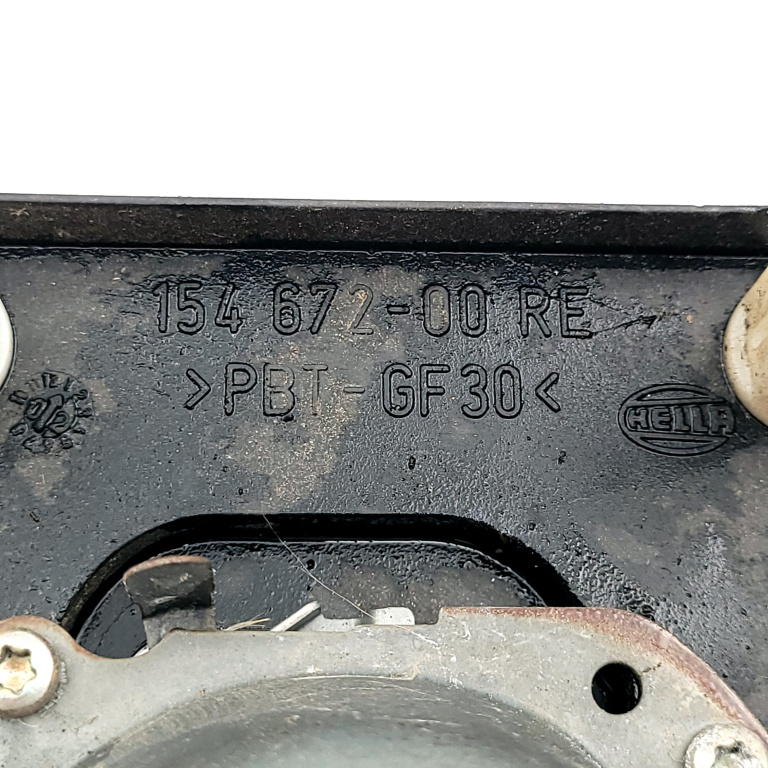 154 672-00 RE
>PBT-GF30<
HELLA